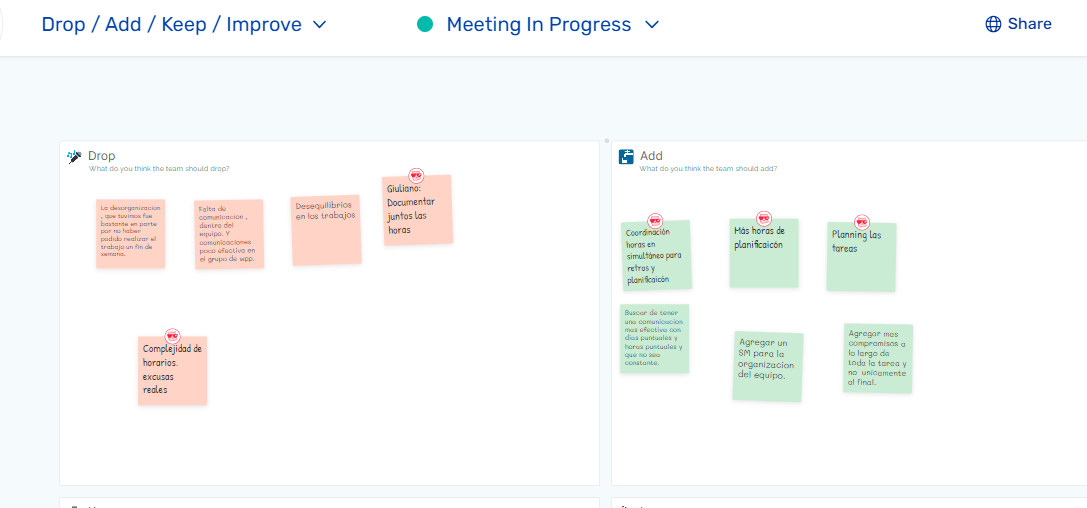 Drop / Add / Keep / Improve
Meeting In Progress
Share
Drop
What do you think the team should drop?
La desorganizacion
, que tuvimos fue
bastante en parte
por no haber
podido realizar el
trabajo un fin de
semana.
Falta de
comunicacion ,
dentro del
equipo. Y
comunicaciones
poco efectiva en
el grupo de wpp.
Desequilibrios
en los trabajos
Giuliano:
Documentar
juntos las
horas
Complejidad de
horarios.
excusas
reales
Add
What do you think the team should add?
Coordinación
horas en
simultáneo para
retros y
planificaicón
Más horas de
planificaicón
Planning las
tareas
Buscar de tener
una comunicacion
mas efectiva con
dias puntuales y
horas puntuales y
que no sea
constante.
Agregar un
SM para la
organizacion
del equipo.
Agregar mas
compromisos a
lo largo de
toda la tarea y
no unicamente
al final.